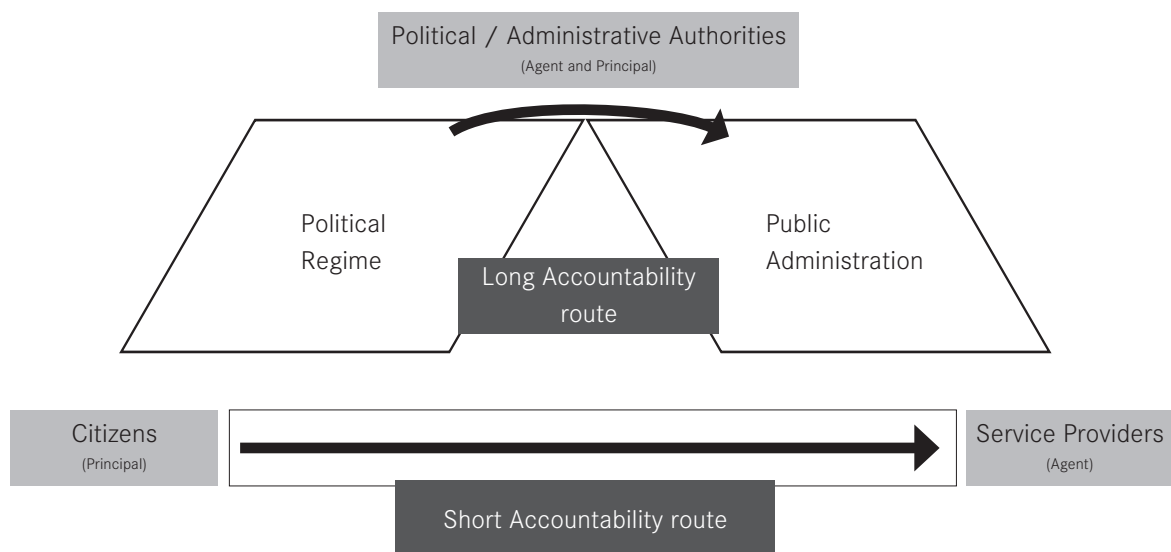 Political / Administrative Authorities
(Agent and Principal)
Political
Regime
Public
Administration
Long Accountability
route
Citizens
(Principal)
Service Providers
(Agent)
Short Accountability route